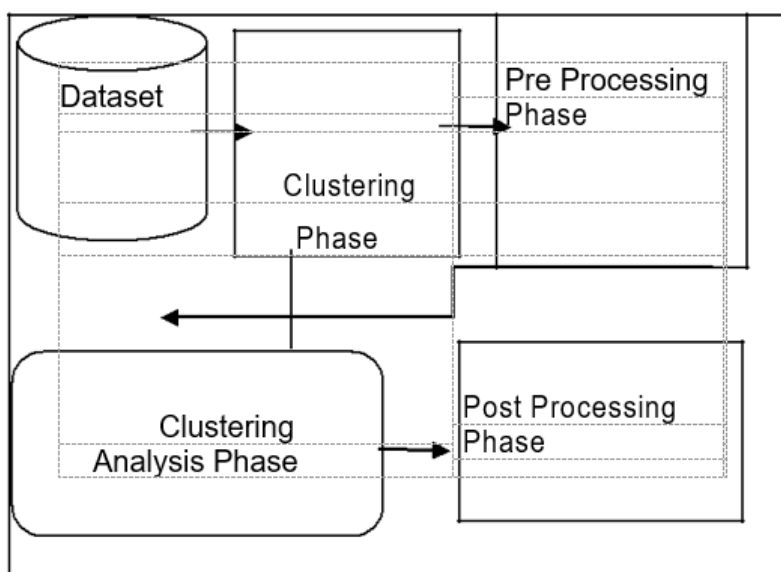 Dataset
Clustering
Phase
Pre Processing
Phase
Clustering
Analysis Phase
Post Processing
Phase